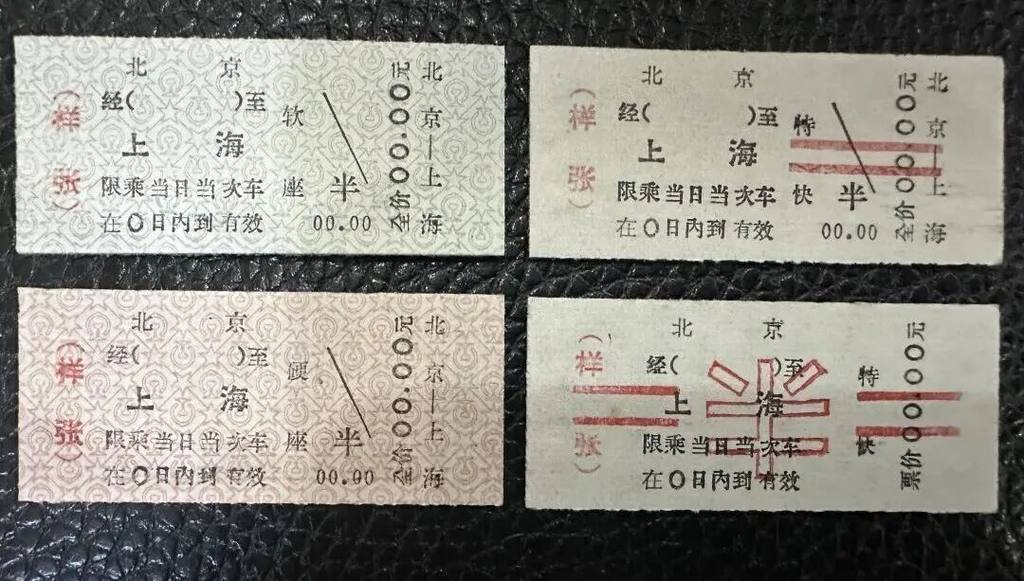 北京
经( )至
上海
限乘当日当次车
在0日内到有效
软座
半
00.00
全价00.00元
北京—上海
(样张)
北京
经( )至
上海
限乘当日当次车
在0日内到有效
特快
半
00.00
全价00.00元
北京—上海
(样张)
北京
经( )至
上海
限乘当日当次车
在0日内到有效
硬座
半
00.00
全价00.00元
北京—上海
(样张)
北京
经( )至
上海
限乘当日当次车
在0日内到有效
半
特快
票价00.00元
(样张)